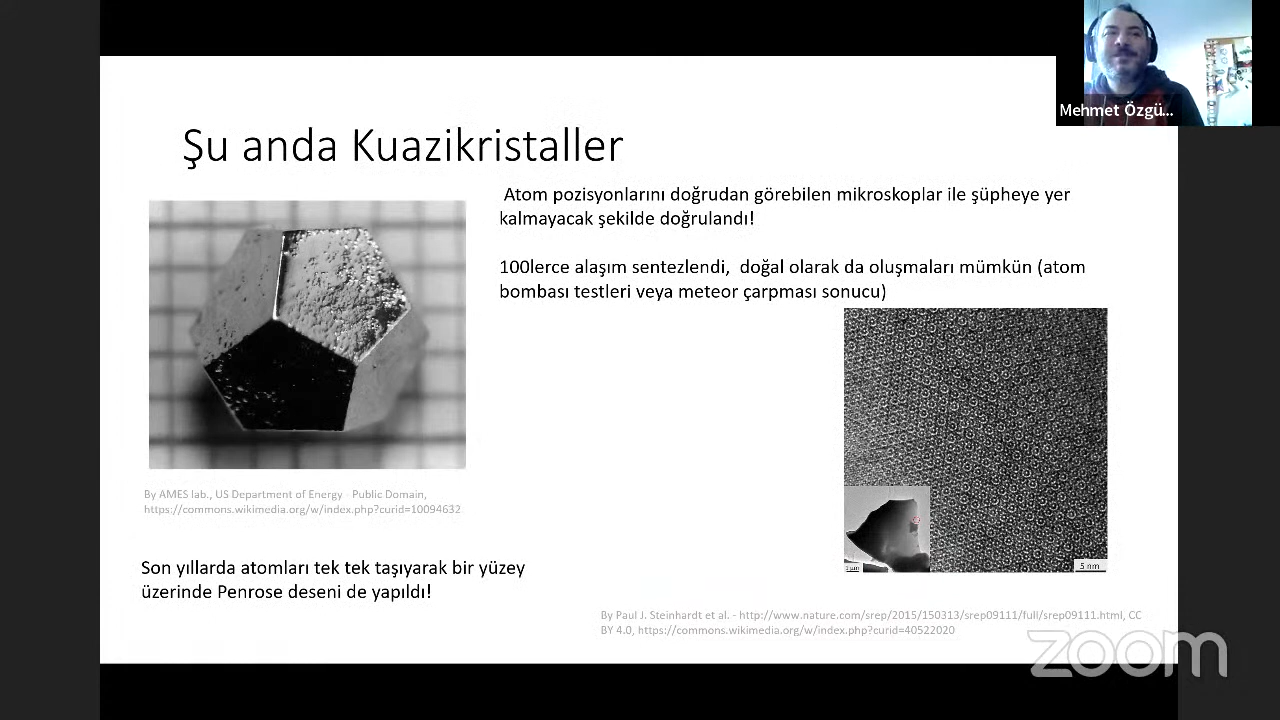 Mehmet Özgü...
Şu anda Kuazikristaller
Atom pozisyonlarını doğrudan görebilen mikroskoplar ile şüpheye yer
kalmayacak şekilde doğrulandı!
100lerce alaşım sentezlendi, doğal olarak da oluşmaları mümkün (atom
bombası testleri veya meteor çarpması sonucu)
By AMES lab., US Department of Energy - Public Domain,
https://commons.wikimedia.org/w/index.php?curid=10094632
Son yıllarda atomları tek tek taşıyarak bir yüzey
üzerinde Penrose deseni de yapıldı!
5 nm
By Paul J. Steinhardt et al. - http://www.nature.com/srep/2015/150313/srep09111/full/srep09111.html, CC
BY 4.0, https://commons.wikimedia.org/w/index.php?curid=40522020
zoom